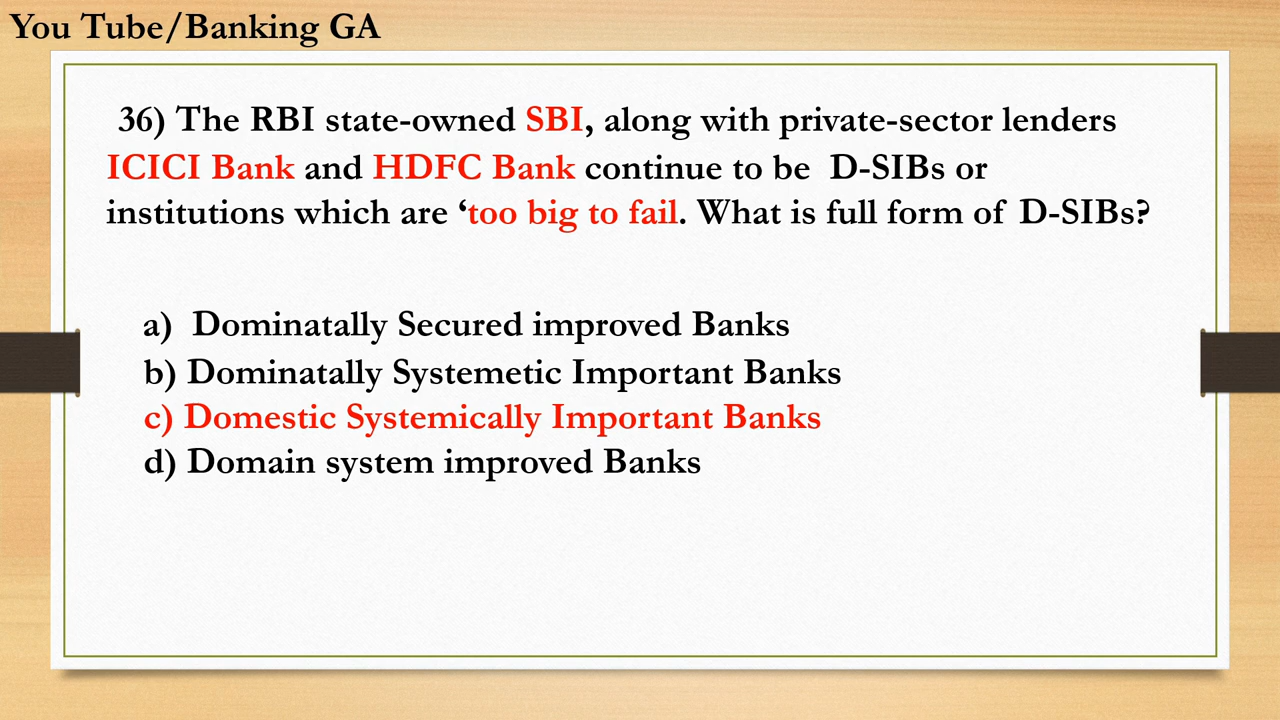 You Tube/Banking GA
36) The RBI state-owned SBI, along with private-sector lenders
ICICI Bank and HDFC Bank continue to be D-SIBs or
institutions which are ‘too big to fail. What is full form of D-SIBs?
a) Dominatally Secured improved Banks
b) Dominatally Systemetic Important Banks
c) Domestic Systemically Important Banks
d) Domain system improved Banks